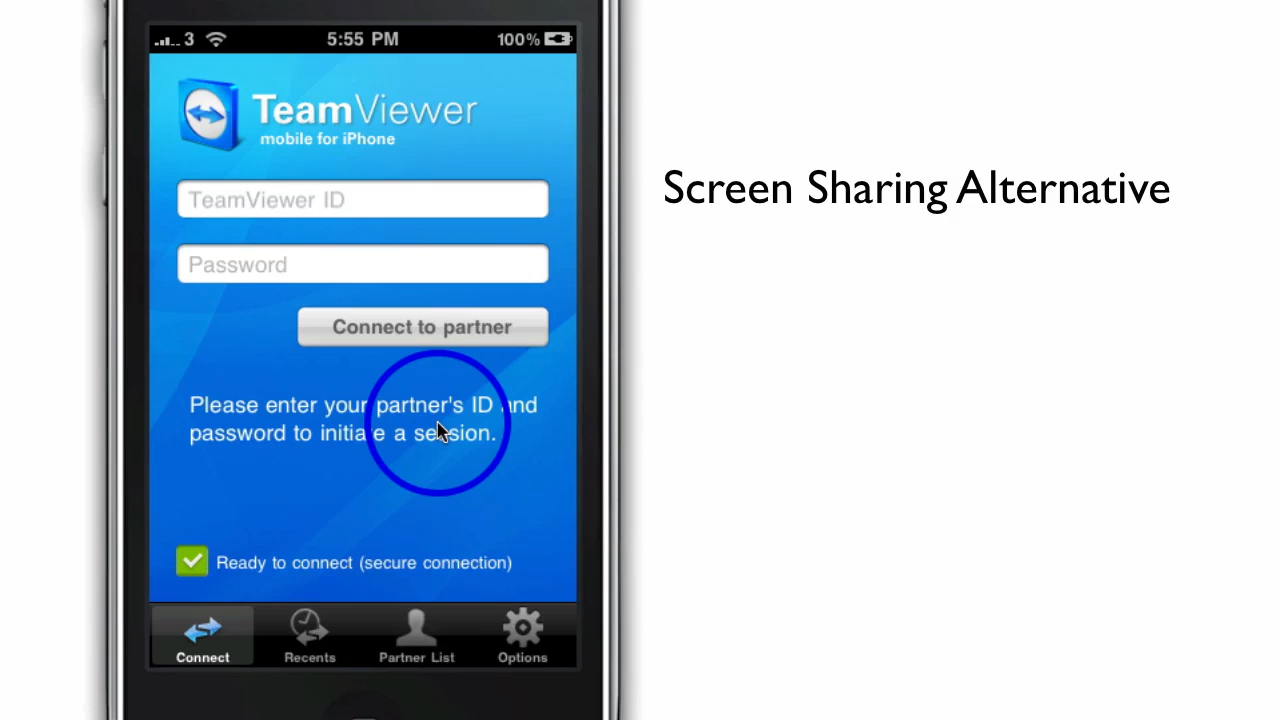 3 5:55 PM 100%
TeamViewer
mobile for iPhone
TeamViewer ID
Screen Sharing Alternative
Password
Connect to partner
Please enter your partner's ID and
password to initiate a session.
Ready to connect (secure connection)
Connect Recents Partner List Options